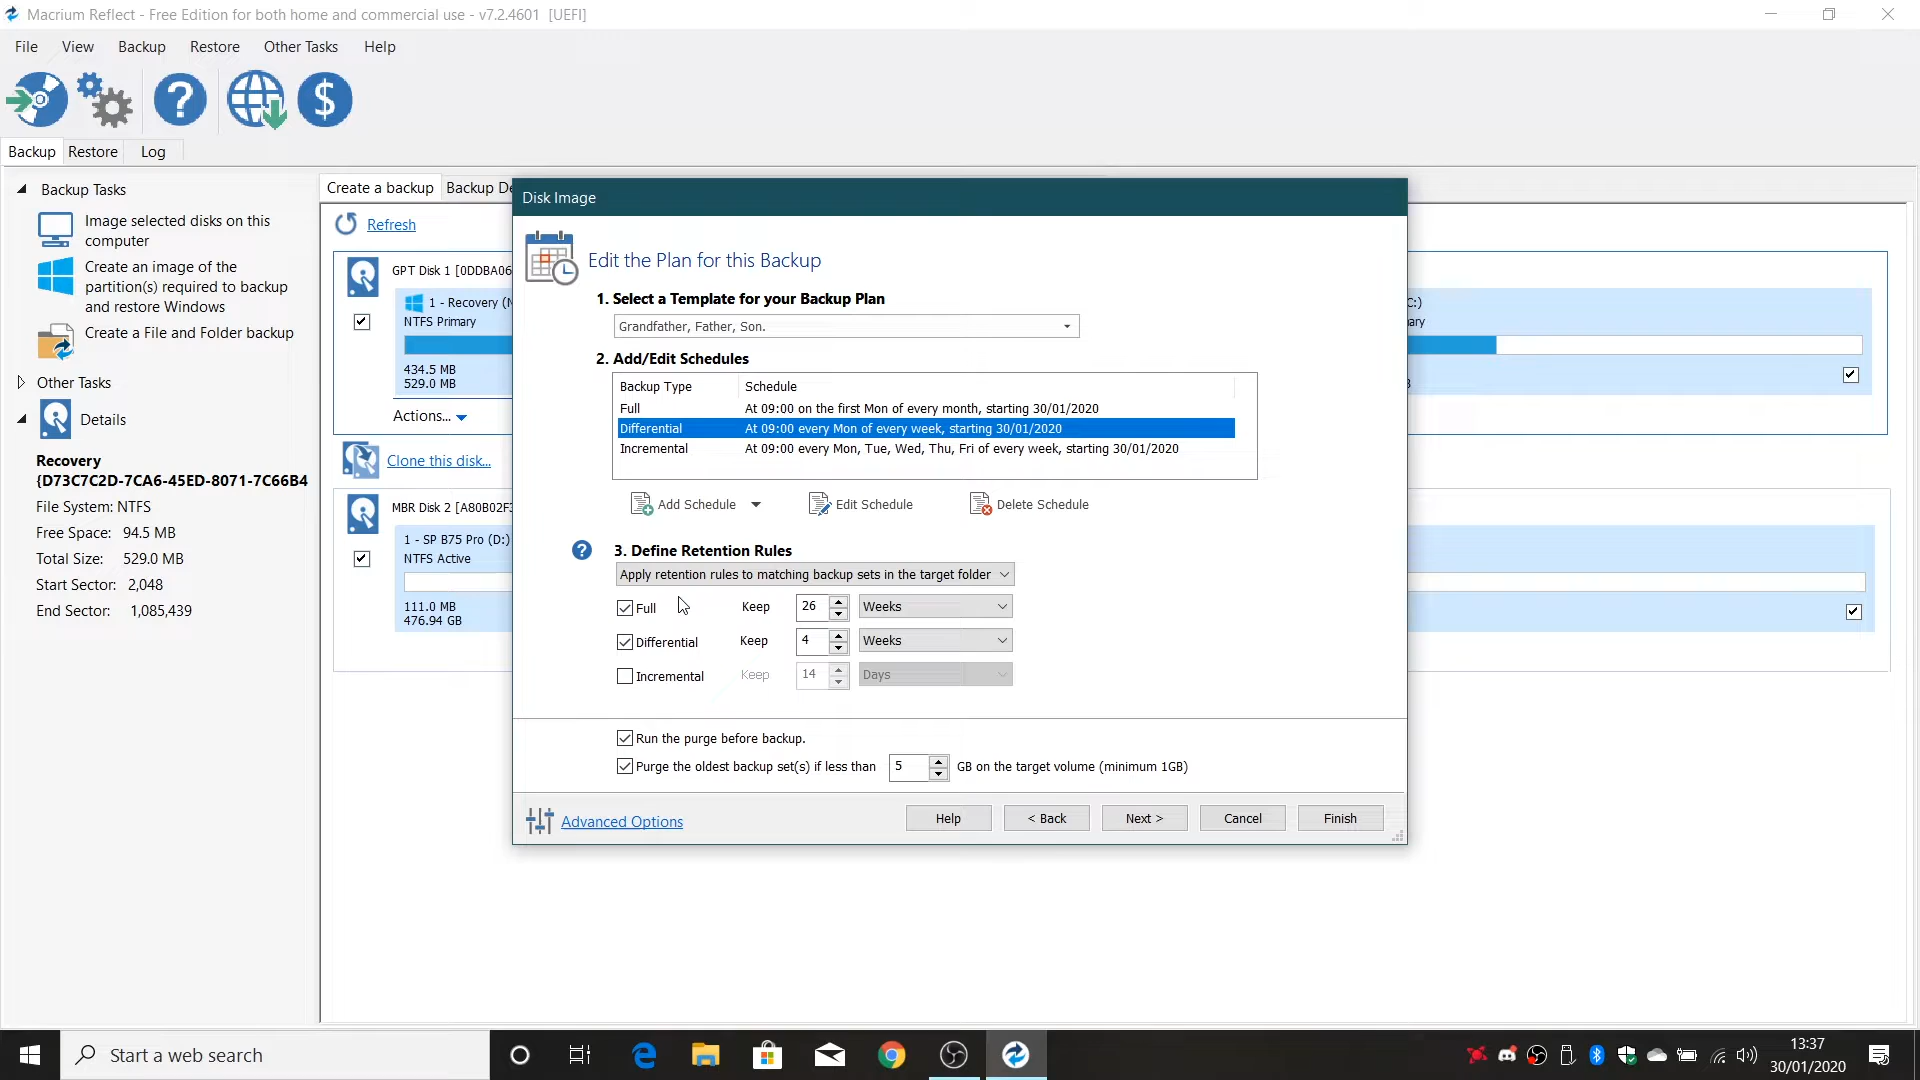 Macrium Reflect - Free Edition for both home and commercial use - v7.2.4601  [UEFI]
File View Backup Restore Other Tasks Help
Backup Restore Log
Backup Tasks
Image selected disks on this
computer
Create an image of the
partition(s) required to backup
and restore Windows
Create a File and Folder backup
Other Tasks
Details
Recovery
{D73C7C2D-7CA6-45ED-8071-7C66B4
File System: NTFS
Free Space: 94.5 MB
Total Size: 529.0 MB
Start Sector: 2,048
End Sector: 1,085,439
Create a backup Backup De
Refresh
GPT Disk 1 [0DDBA06
1 - Recovery (N
NTFS Primary
434.5 MB
529.0 MB
Actions...
Clone this disk...
MBR Disk 2 [A80B02F3
1 - SP B75 Pro (D:)
NTFS Active
111.0 MB
476.94 GB
C:)
ary
Disk Image
Edit the Plan for this Backup
1. Select a Template for your Backup Plan
Grandfather, Father, Son.
2. Add/Edit Schedules
Backup Type Schedule
Full At 09:00 on the first Mon of every month, starting 30/01/2020
Differential At 09:00 every Mon of every week, starting 30/01/2020
Incremental At 09:00 every Mon, Tue, Wed, Thu, Fri of every week, starting 30/01/2020
Add Schedule Edit Schedule Delete Schedule
3. Define Retention Rules
Apply retention rules to matching backup sets in the target folder
Full Keep 26 Weeks
Differential Keep 4 Weeks
Incremental Keep 14 Days
Run the purge before backup.
Purge the oldest backup set(s) if less than 5 GB on the target volume (minimum 1GB)
Advanced Options Help < Back Next > Cancel Finish
Start a web search
13:37
30/01/2020